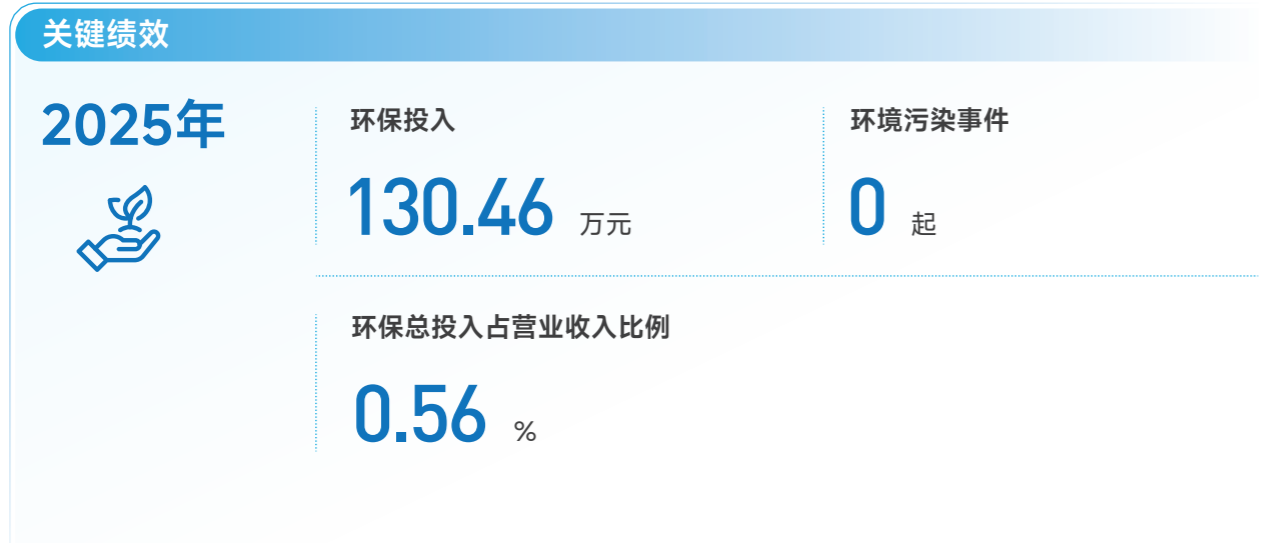 关键绩效
2025年
环保投入
130.46 万元
环境污染事件
0 起
环保总投入占营业收入比例
0.56 %